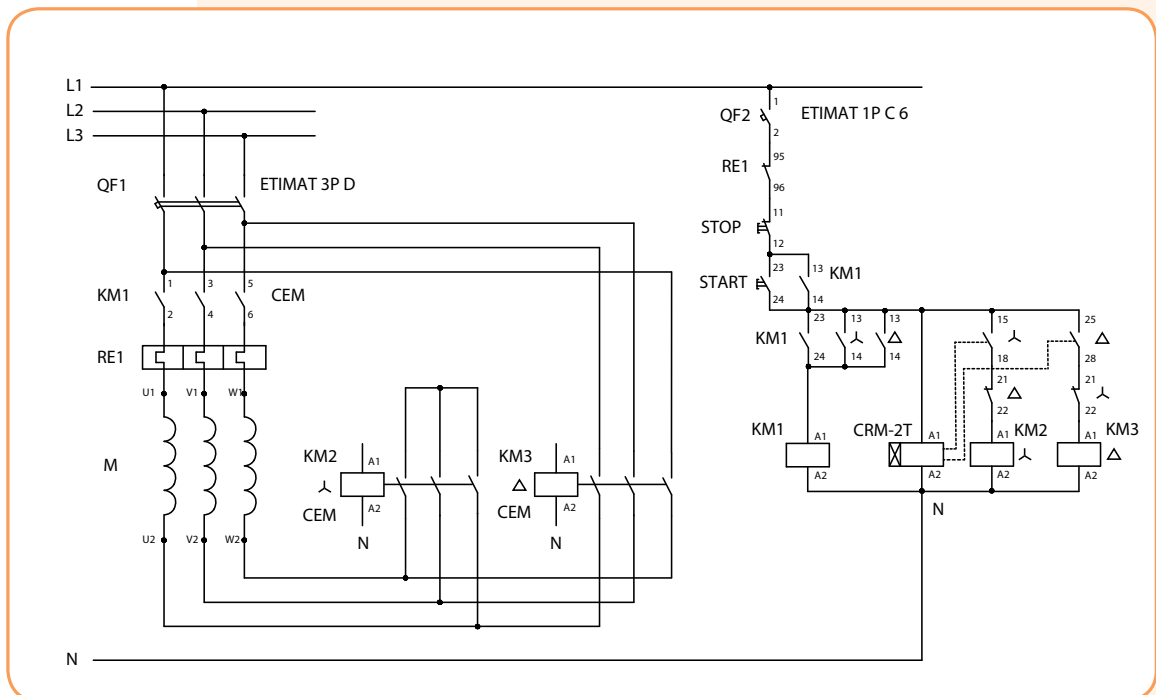 L1
L2
L3
QF1
ETIMAT 3P D
KM1
1
3
5
CEM
2
4
6
RE1
U1
V1
W1
M
U2
V2
W2
KM2
A1
A2
CEM
N
KM3
A1
A2
CEM
N
N
1
QF2
ETIMAT 1P C 6
2
95
RE1
96
11
STOP
12
23
13
KM1
START
24
14
23
13
13
15
25
KM1
24
14
14
18
28
21
21
22
22
KM1
A1
A2
CRM-2T
A1
A2
KM2
A1
A2
KM3
A1
A2
N